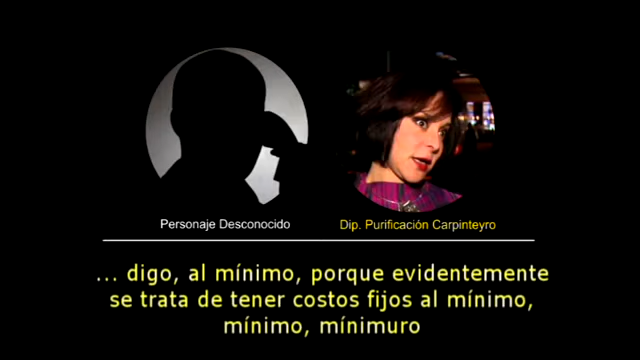 Personaje Desconocido
Dip. Purificación Carpinteyro
... digo, al mínimo, porque evidentemente
se trata de tener costos fijos al mínimo,
mínimo, mínimuro